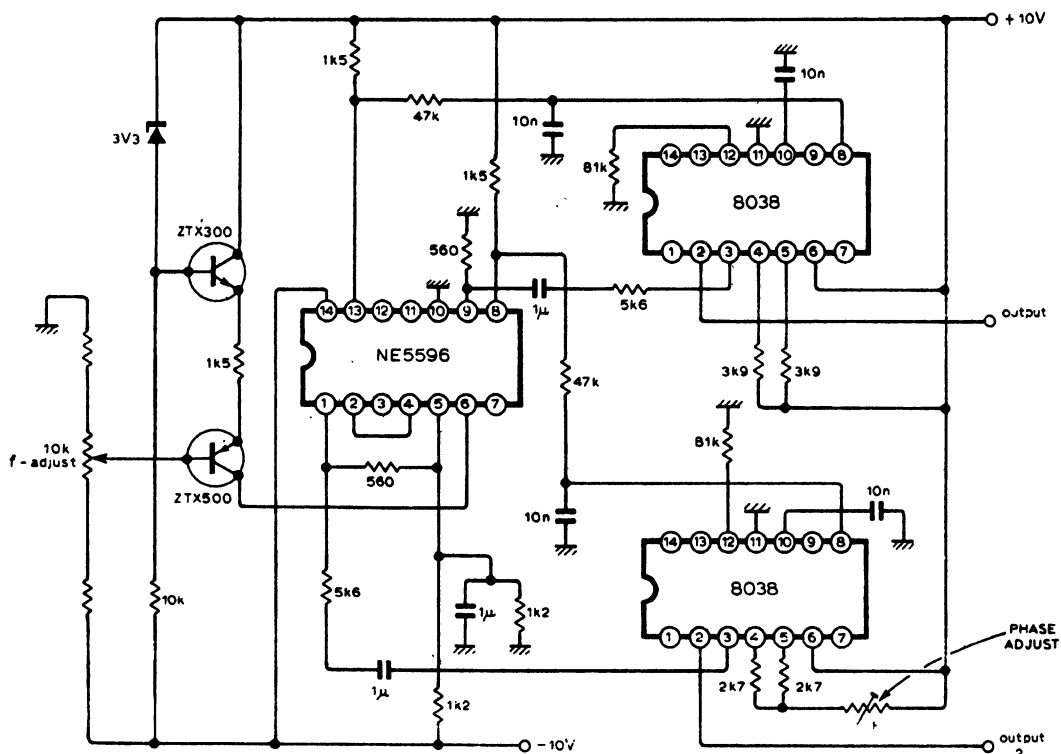 +10V
1k5
10n
47k
10n
3V3
81k
14 13 12 11 10 9 8
1k5
8038
ZTX300
560
1 2 3 4 5 6 7
1μ
5k6
14 13 12 11 10 9 8
output
NE5596
1k5
3k9
3k9
47k
1 2 3 4 5 6 7
81k
10k
f-adjust
560
ZTX500
10n
10n
14 13 12 11 10 9 8
10k
5k6
8038
1μ
1k2
PHASE
ADJUST
1 2 3 4 5 6 7
1μ
2k7
2k7
1k2
-10V
output